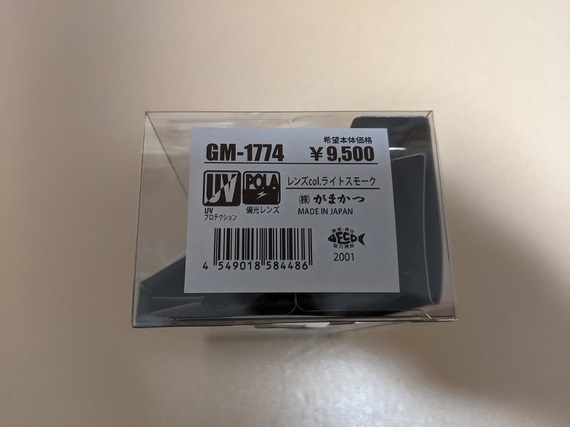 希望本体価格
GM-1774 ¥9,500
UV
POLA
レンズcol.ライトスモーク
UV
プロテクション
偏光レンズ
㈱がまかつ
MADE IN JAPAN
ECO
2001
4 549018 584486